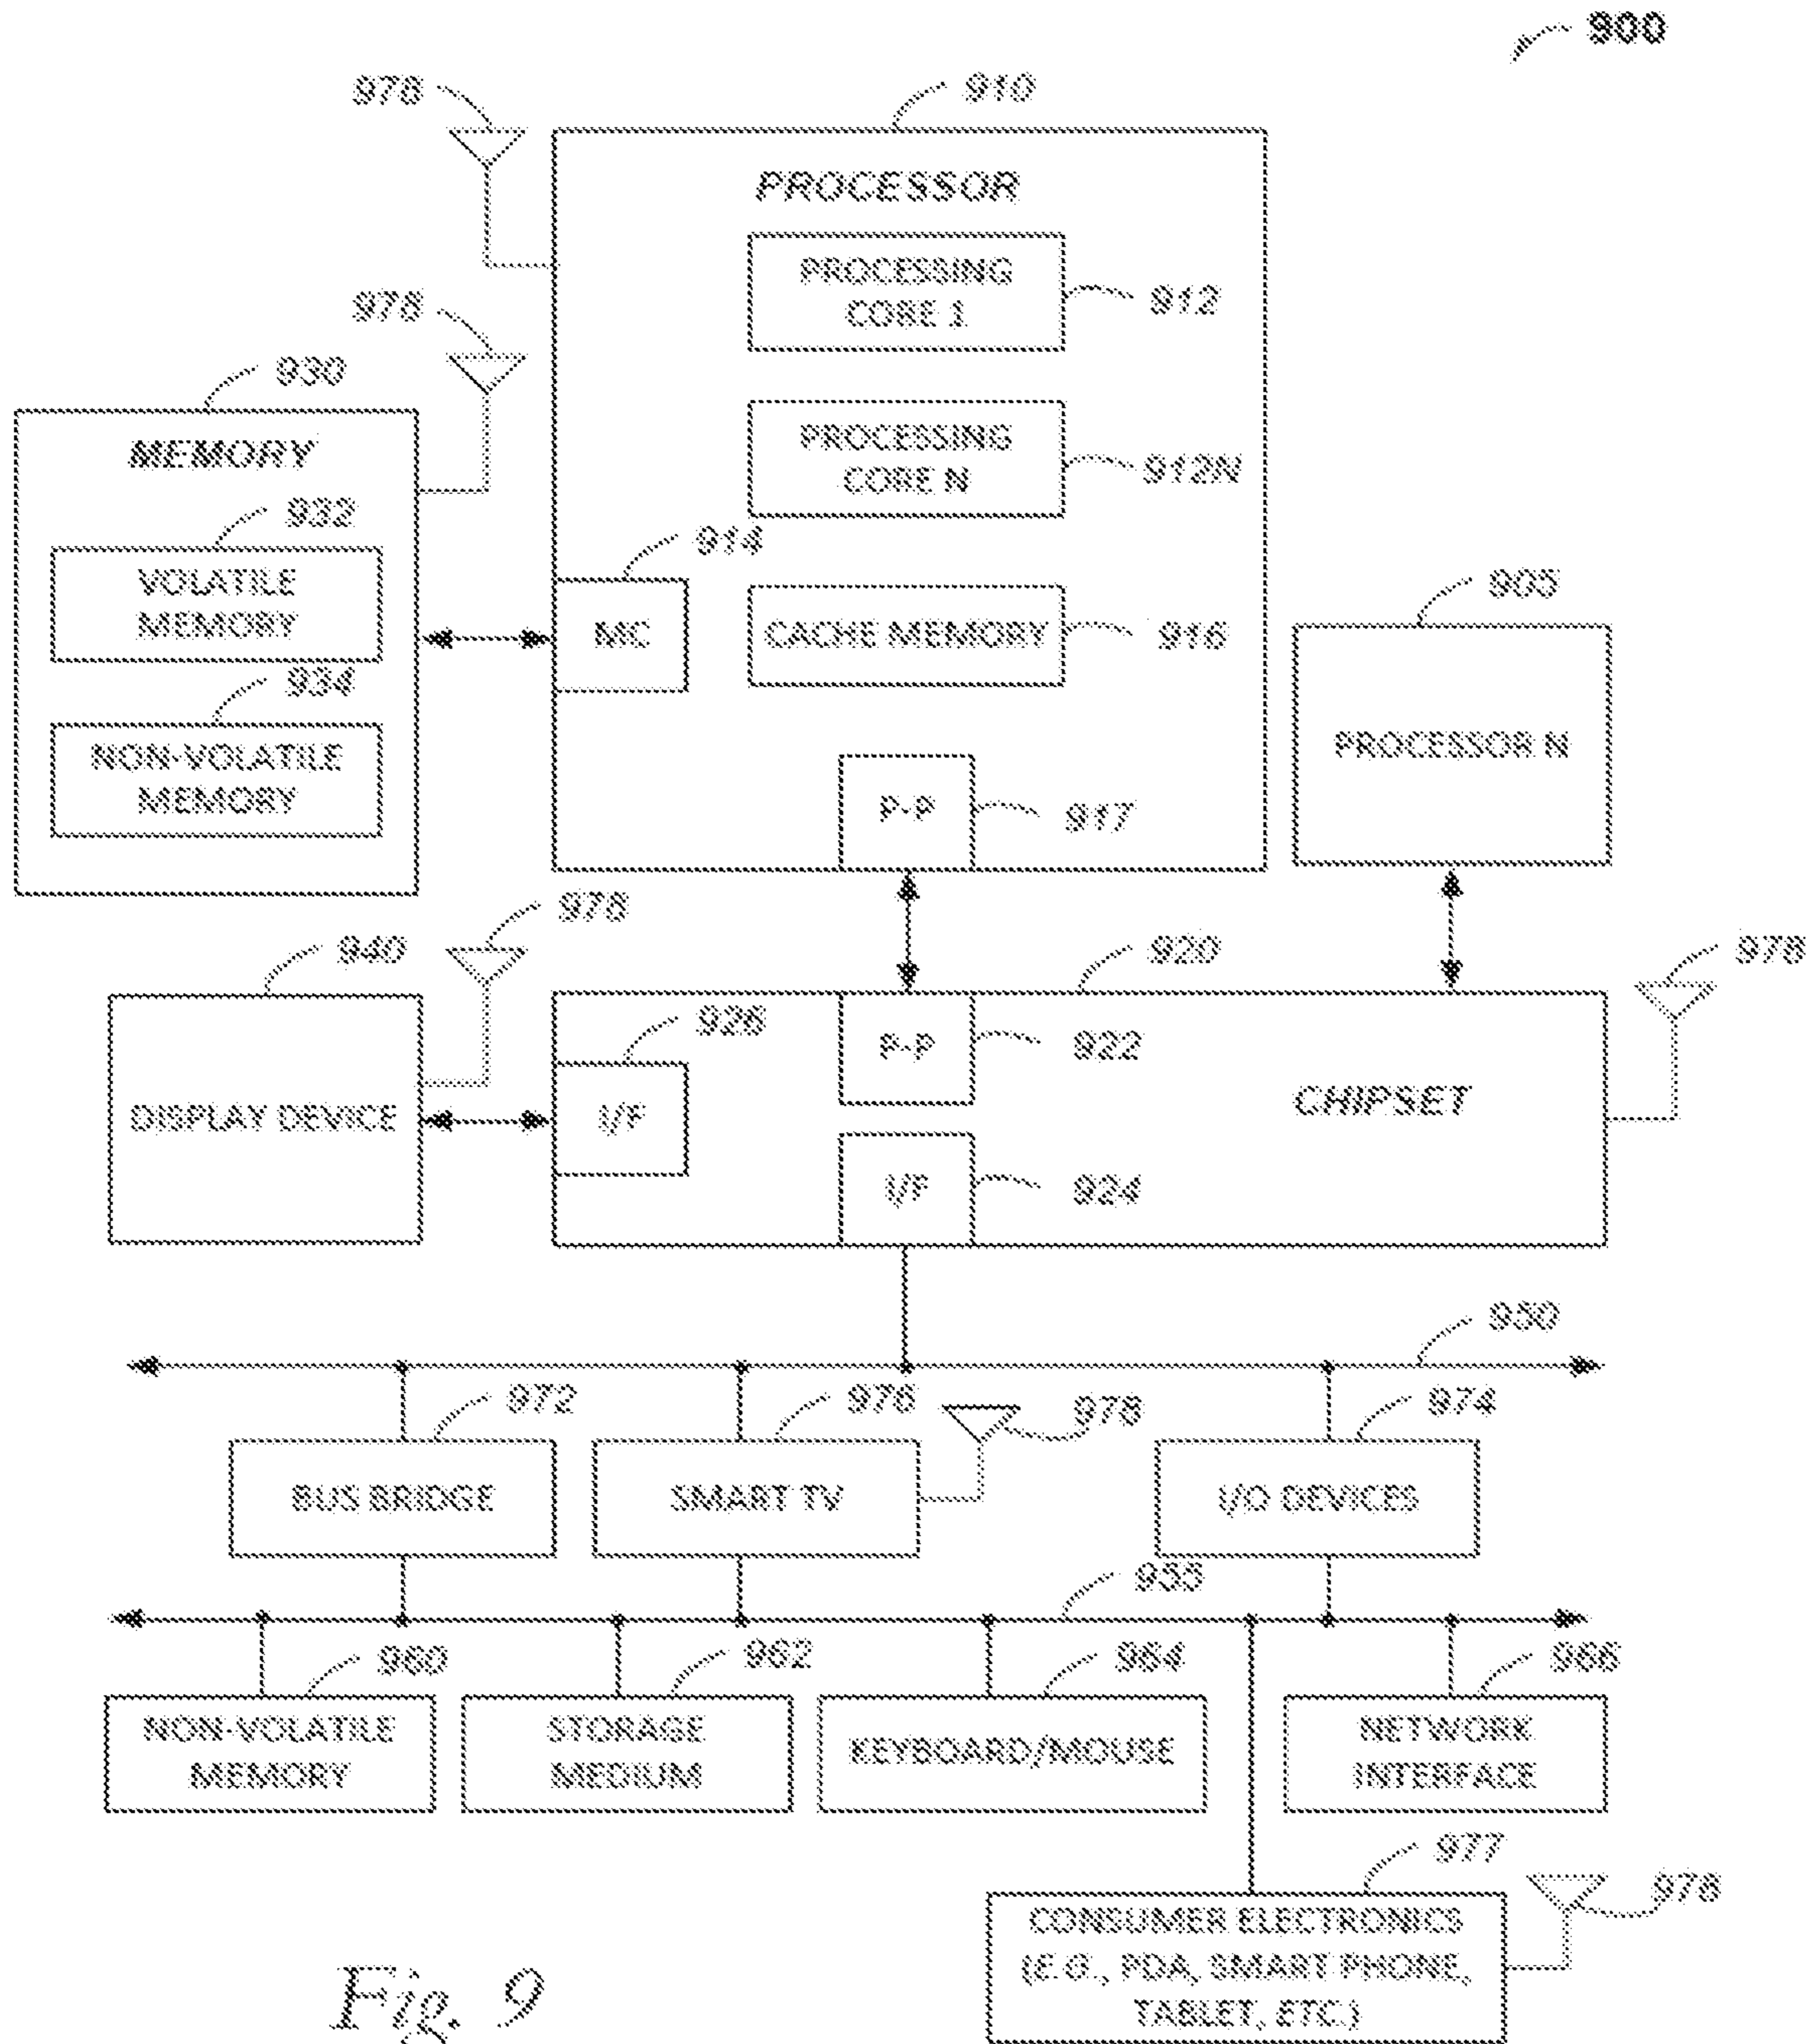 900
978
910
PROCESSOR
PROCESSING
CORE 1
912
978
930
MEMORY
PROCESSING
CORE N
912N
932
VOLATILE
MEMORY
914
MC
CACHE MEMORY
916
905
PROCESSOR N
934
NON-VOLATILE
MEMORY
P-P
917
978
940
920
978
DISPLAY DEVICE
926
I/F
P-P
922
CHIPSET
I/F
924
950
972
976
978
974
BUS BRIDGE
SMART TV
I/O DEVICES
955
960
962
964
966
NON-VOLATILE
MEMORY
STORAGE
MEDIUM
KEYBOARD/MOUSE
NETWORK
INTERFACE
977
978
CONSUMER ELECTRONICS
(E.G., PDA, SMART PHONE,
TABLET, ETC.)
Fig. 9